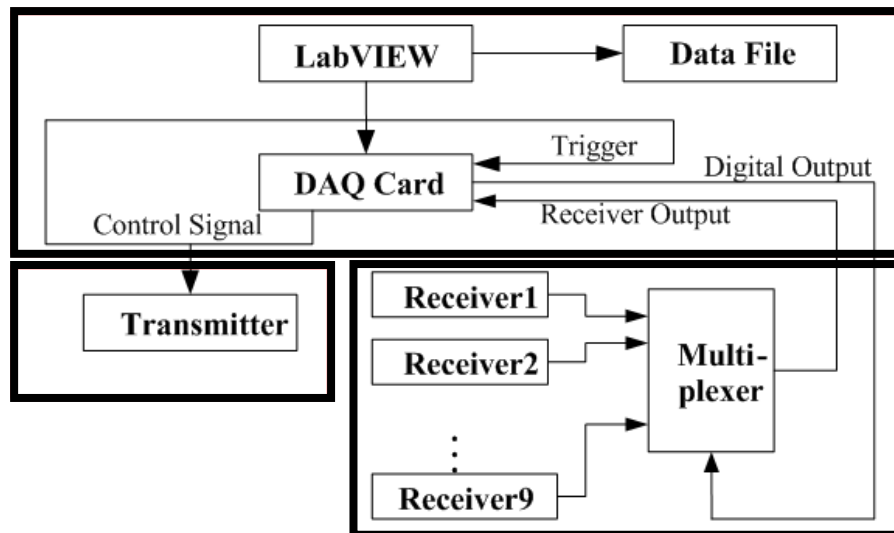 LabVIEW
Data File
Trigger
DAQ Card
Digital Output
Control Signal
Receiver Output
Transmitter
Receiver1
Receiver2
Multi-
plexer
Receiver9